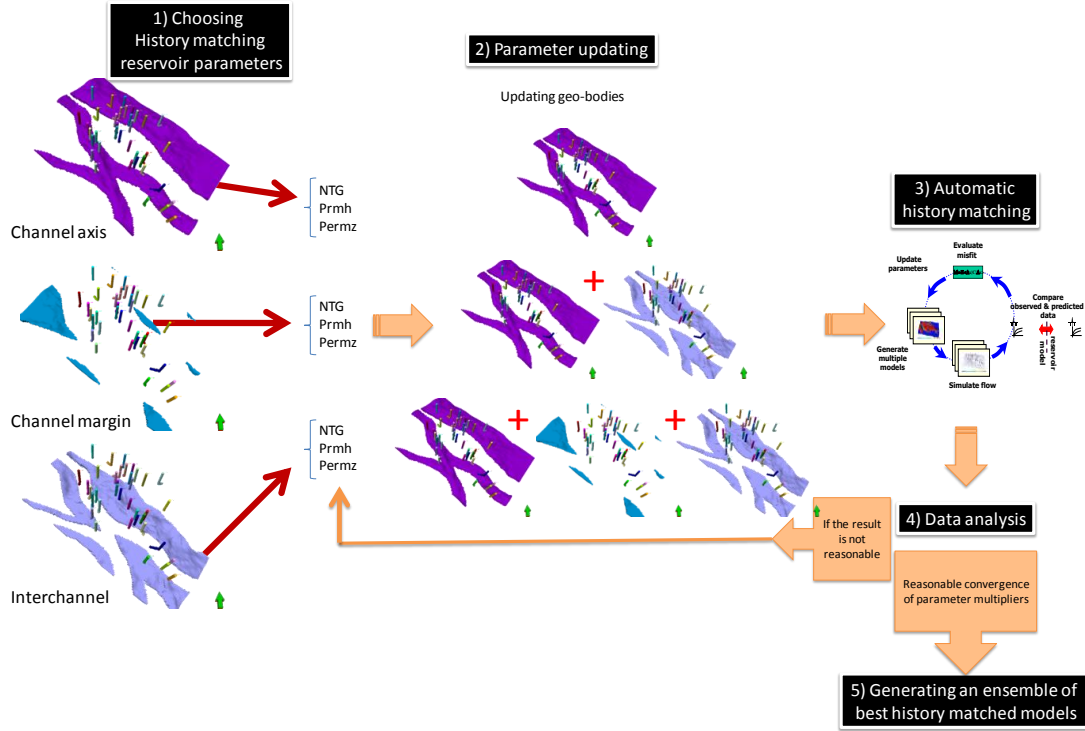 1) Choosing
History matching
reservoir parameters
2) Parameter updating
Updating geo-bodies
NTG
Prmh
Permz
Channel axis
3) Automatic
history matching
Evaluate
misfit
Update
parameters
Compare
observed & predicted
data
reservoir
model
Generate
multiple
models
Simulate flow
NTG
Prmh
Permz
Channel margin
NTG
Prmh
Permz
Interchannel
If the result
is not
reasonable
4) Data analysis
Reasonable convergence
of parameter multipliers
5) Generating an ensemble of
best history matched models